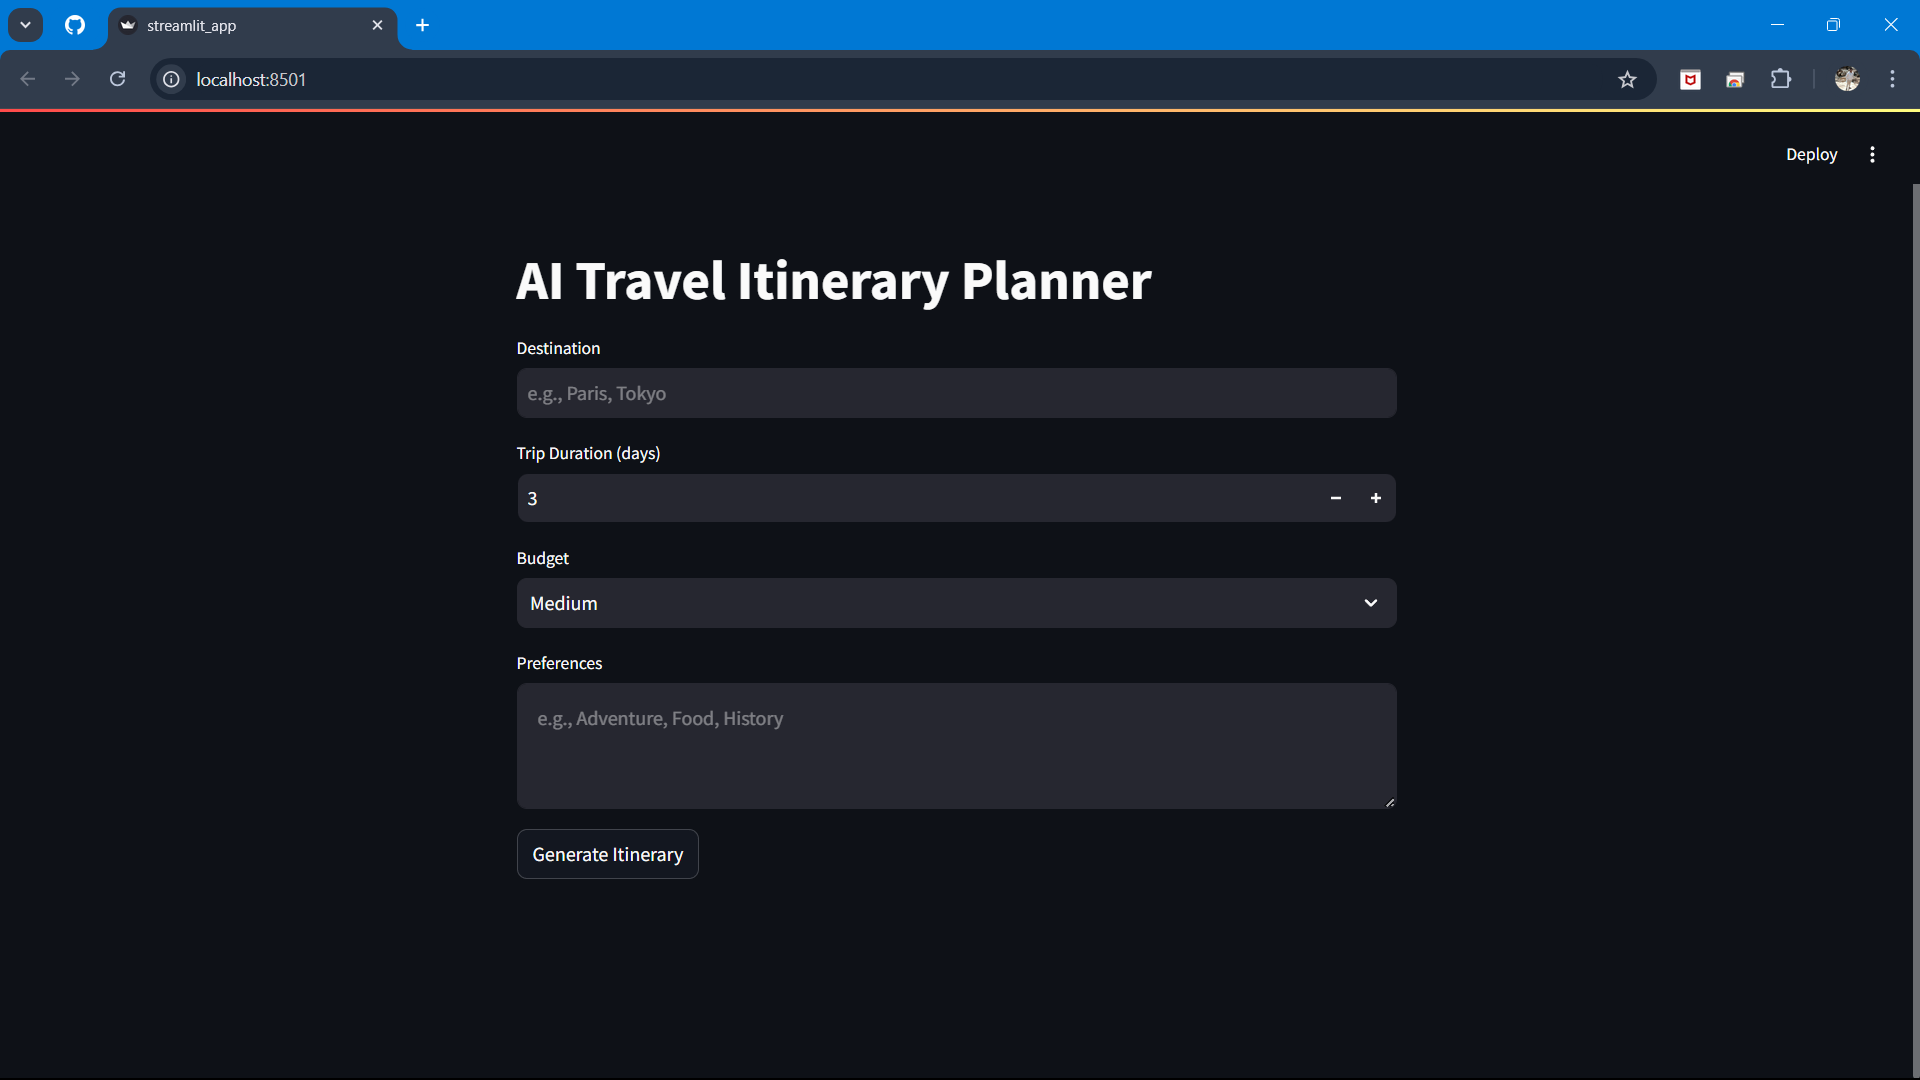 streamlit_app
localhost:8501
Deploy
AI Travel Itinerary Planner
Destination
e.g., Paris, Tokyo
Trip Duration (days)
3
Budget
Medium
Preferences
e.g., Adventure, Food, History
Generate Itinerary